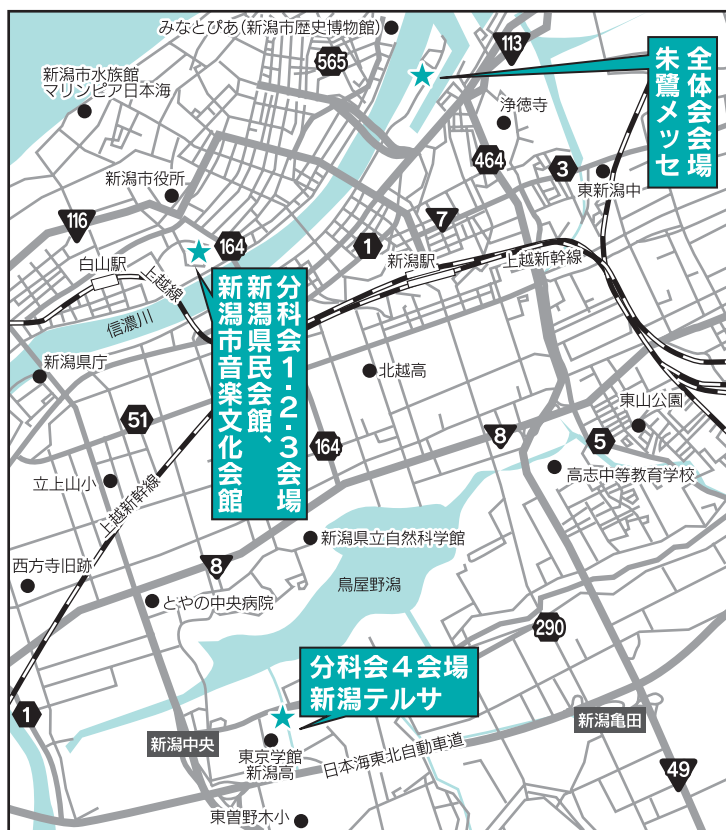 みなとぴあ(新潟市歴史博物館)
565
113
全体会会場
朱鷺メッセ
新潟市水族館
マリンピア日本海
浄徳寺
464
3
東新潟中
新潟市役所
116
164
7
1
白山駅
上越線
新潟駅
上越新幹線
信濃川
分科会1・2・3会場
新潟県民会館、
新潟市音楽文化会館
新潟県庁
北越高
51
164
8
東山公園
5
立上山小
高志中等教育学校
上越新幹線
新潟県立自然科学館
西方寺旧跡
8
鳥屋野潟
とやの中央病院
290
分科会4会場
新潟テルサ
1
新潟中央
東京学館
新潟高
新潟亀田
日本海東北自動車道
49
東曽野木小